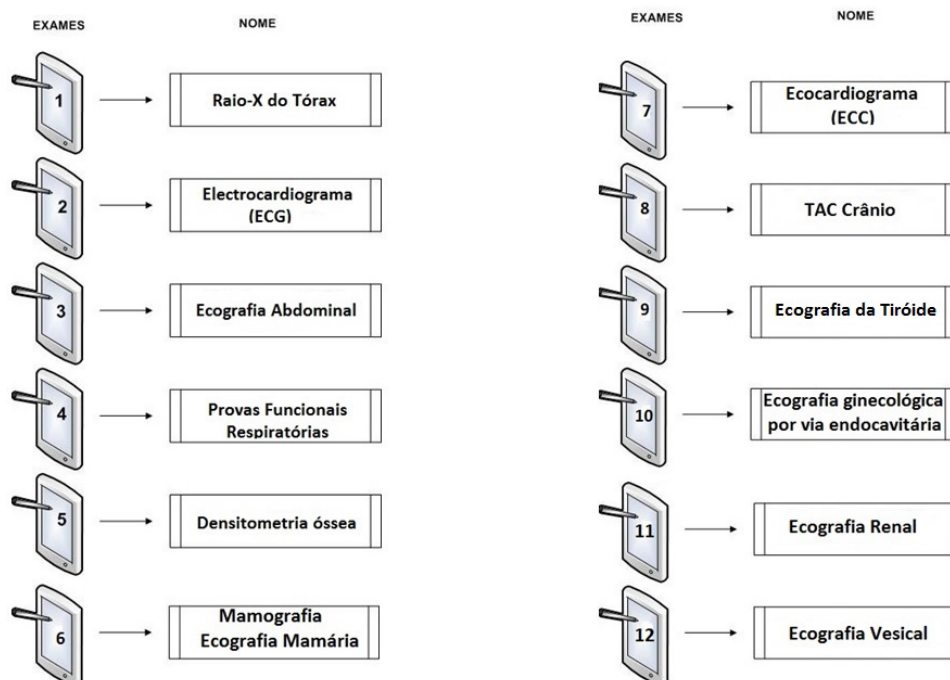 EXAMES NOME
1 Raio-X do Tórax
2 Electrocardiograma
(ECG)
3 Ecografia Abdominal
4 Provas Funcionais
Respiratórias
5 Densitometria óssea
6 Mamografia
Ecografia Mamária
EXAMES NOME
7 Ecocardiograma
(ECC)
8 TAC Crânio
9 Ecografia da Tiróide
10 Ecografia ginecológica
por via endocavitária
11 Ecografia Renal
12 Ecografia Vesical